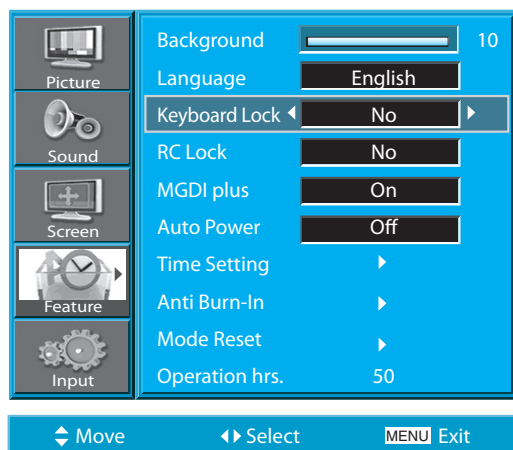 Picture
Sound
Screen
Feature
Input
Background 10
Language English
Keyboard Lock No
RC Lock No
MGDI plus On
Auto Power Off
Time Setting
Anti Burn-In
Mode Reset
Operation hrs. 50
Move Select MENU Exit